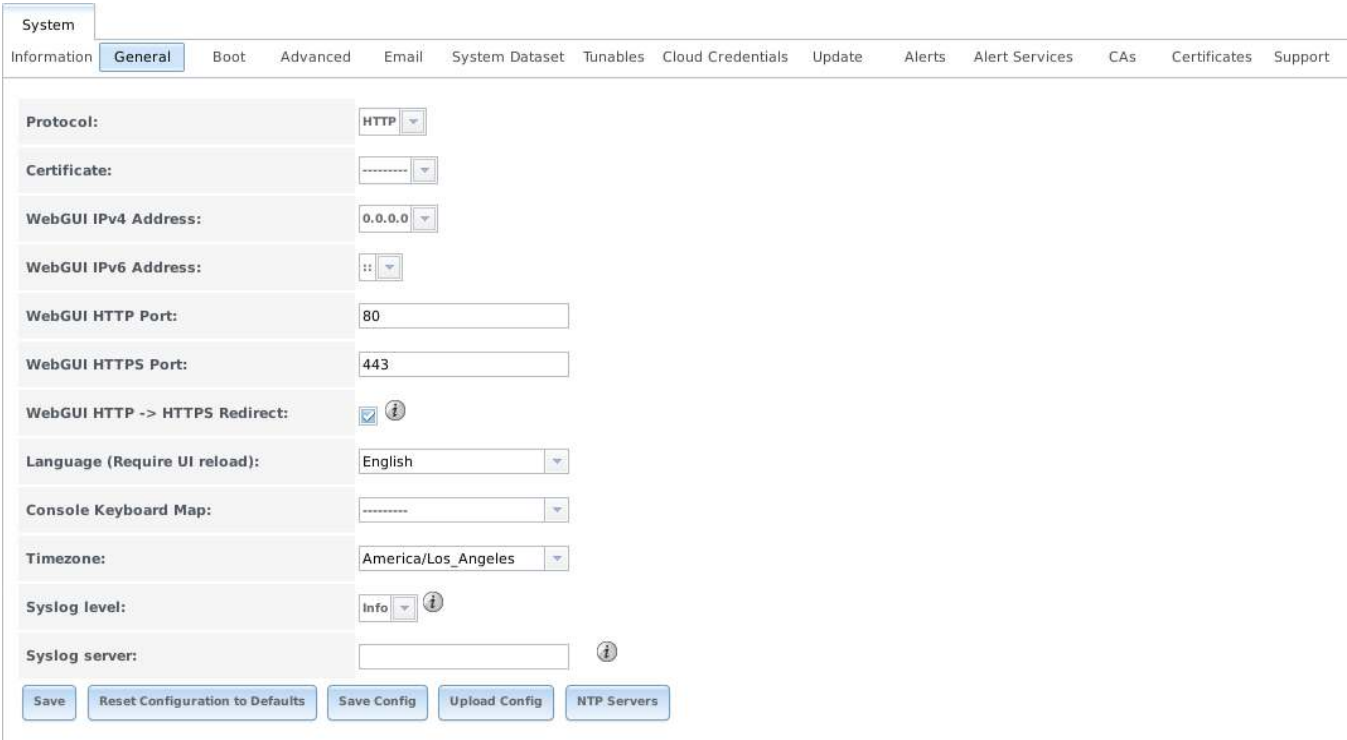 System
Information General Boot Advanced Email System Dataset Tunables Cloud Credentials Update Alerts Alert Services CAs Certificates Support
Protocol: HTTP
Certificate: ---------
WebGUI IPv4 Address: 0.0.0.0
WebGUI IPv6 Address: ::
WebGUI HTTP Port: 80
WebGUI HTTPS Port: 443
WebGUI HTTP -> HTTPS Redirect: i
Language (Require UI reload): English
Console Keyboard Map: ---------
Timezone: America/Los_Angeles
Syslog level: Info i
Syslog server: i
Save Reset Configuration to Defaults Save Config Upload Config NTP Servers